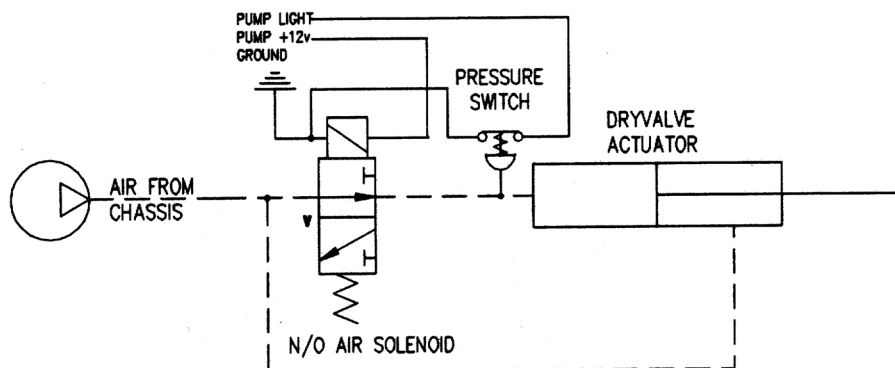 PUMP LIGHT
PUMP +12v
GROUND
PRESSURE
SWITCH
DRYVALVE
ACTUATOR
AIR FROM
CHASSIS
V
N/O AIR SOLENOID